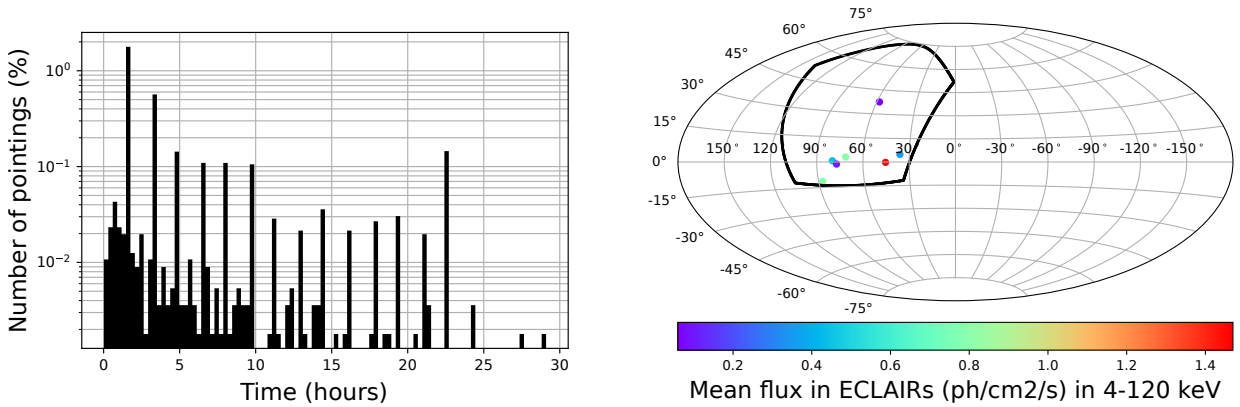 Number of pointings (%)
10⁰
10⁻¹
10⁻²
0 5 10 15 20 25 30
Time (hours)
75°
60°
45°
30°
15°
0°
-15°
-30°
-45°
-60°
-75°
150° 120° 90° 60° 30° 0° -30° -60° -90° -120° -150°
0.2 0.4 0.6 0.8 1.0 1.2 1.4
Mean flux in ECLAIRs (ph/cm2/s) in 4-120 keV